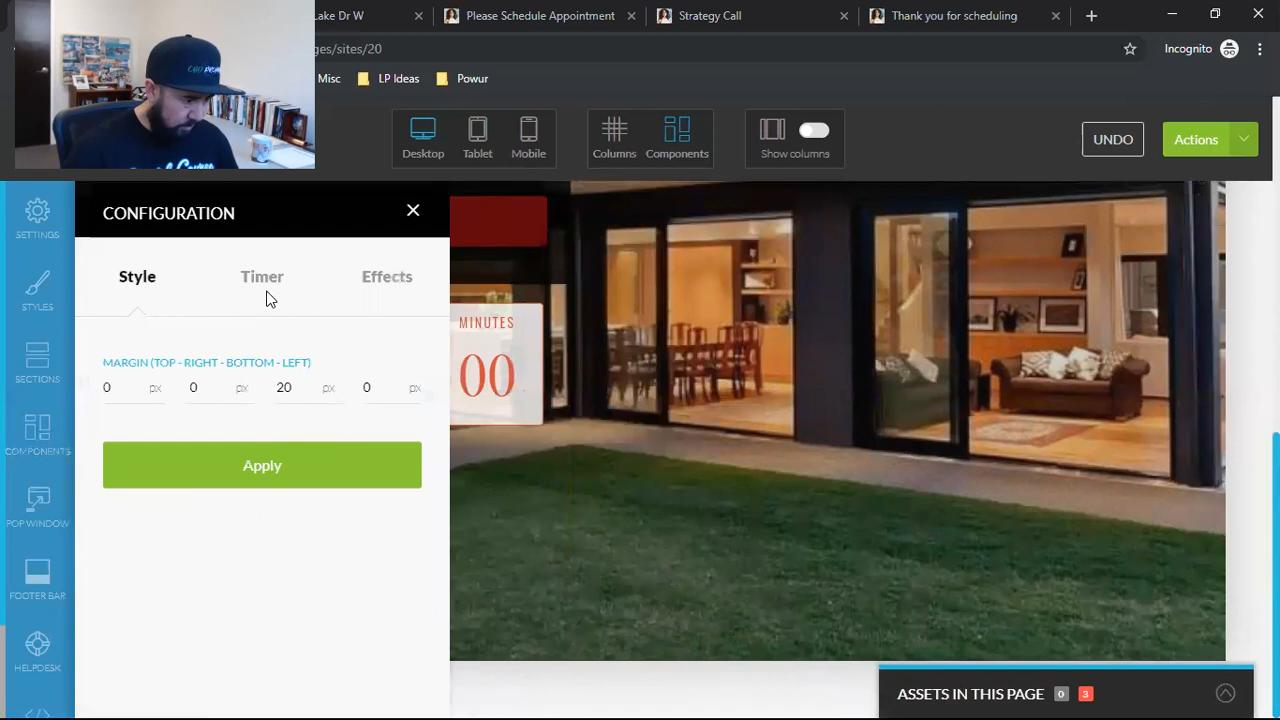 Lake Dr W
Please Schedule Appointment
Strategy Call
Thank you for scheduling
ges/sites/20
Incognito
Misc
LP Ideas
Powur
Desktop
Tablet
Mobile
Columns
Components
Show columns
UNDO
Actions
SETTINGS
STYLES
SECTIONS
COMPONENTS
POP WINDOW
FOOTER BAR
HELPDESK
CONFIGURATION
Style
Timer
Effects
MARGIN (TOP - RIGHT - BOTTOM - LEFT)
0 px 0 px 20 px 0 px
Apply
MINUTES
00
ASSETS IN THIS PAGE 0 3